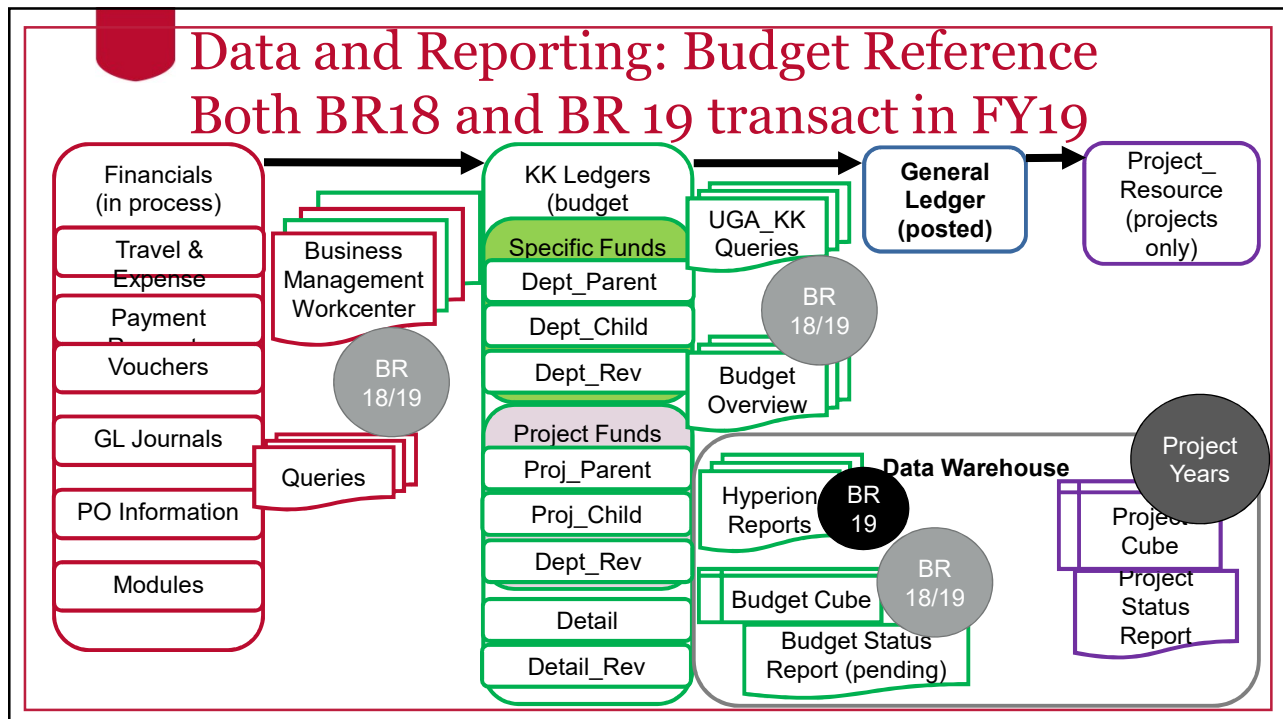 Data and Reporting: Budget Reference
Both BR18 and BR 19 transact in FY19
Financials
(in process)
Travel &
Expense
Payment
Vouchers
GL Journals
PO Information
Modules
Business
Management
Workcenter
BR
18/19
Queries
KK Ledgers
(budget
Specific Funds
Dept_Parent
Dept_Child
Dept_Rev
Project Funds
Proj_Parent
Proj_Child
Dept_Rev
Detail
Detail_Rev
UGA_KK
Queries
BR
18/19
Budget
Overview
General
Ledger
(posted)
Project_
Resource
(projects
only)
Data Warehouse
Hyperion
Reports
BR
19
BR
18/19
Budget Cube
Budget Status
Report (pending)
Project
Years
Project
Cube
Project
Status
Report